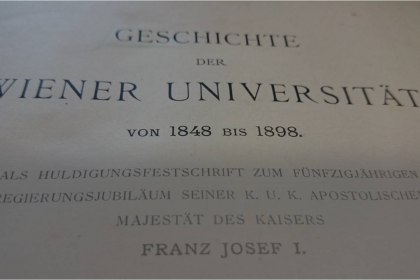 GESCHICHTE
DER
WIENER UNIVERSITÄT
VON 1848 BIS 1898.
ALS HULDIGUNGSFESTSCHRIFT ZUM FÜNFZIGJÄHRIGEN
REGIERUNGSJUBILÄUM SEINER K. U. K. APOSTOLISCHEN
MAJESTÄT DES KAISERS
FRANZ JOSEF I.